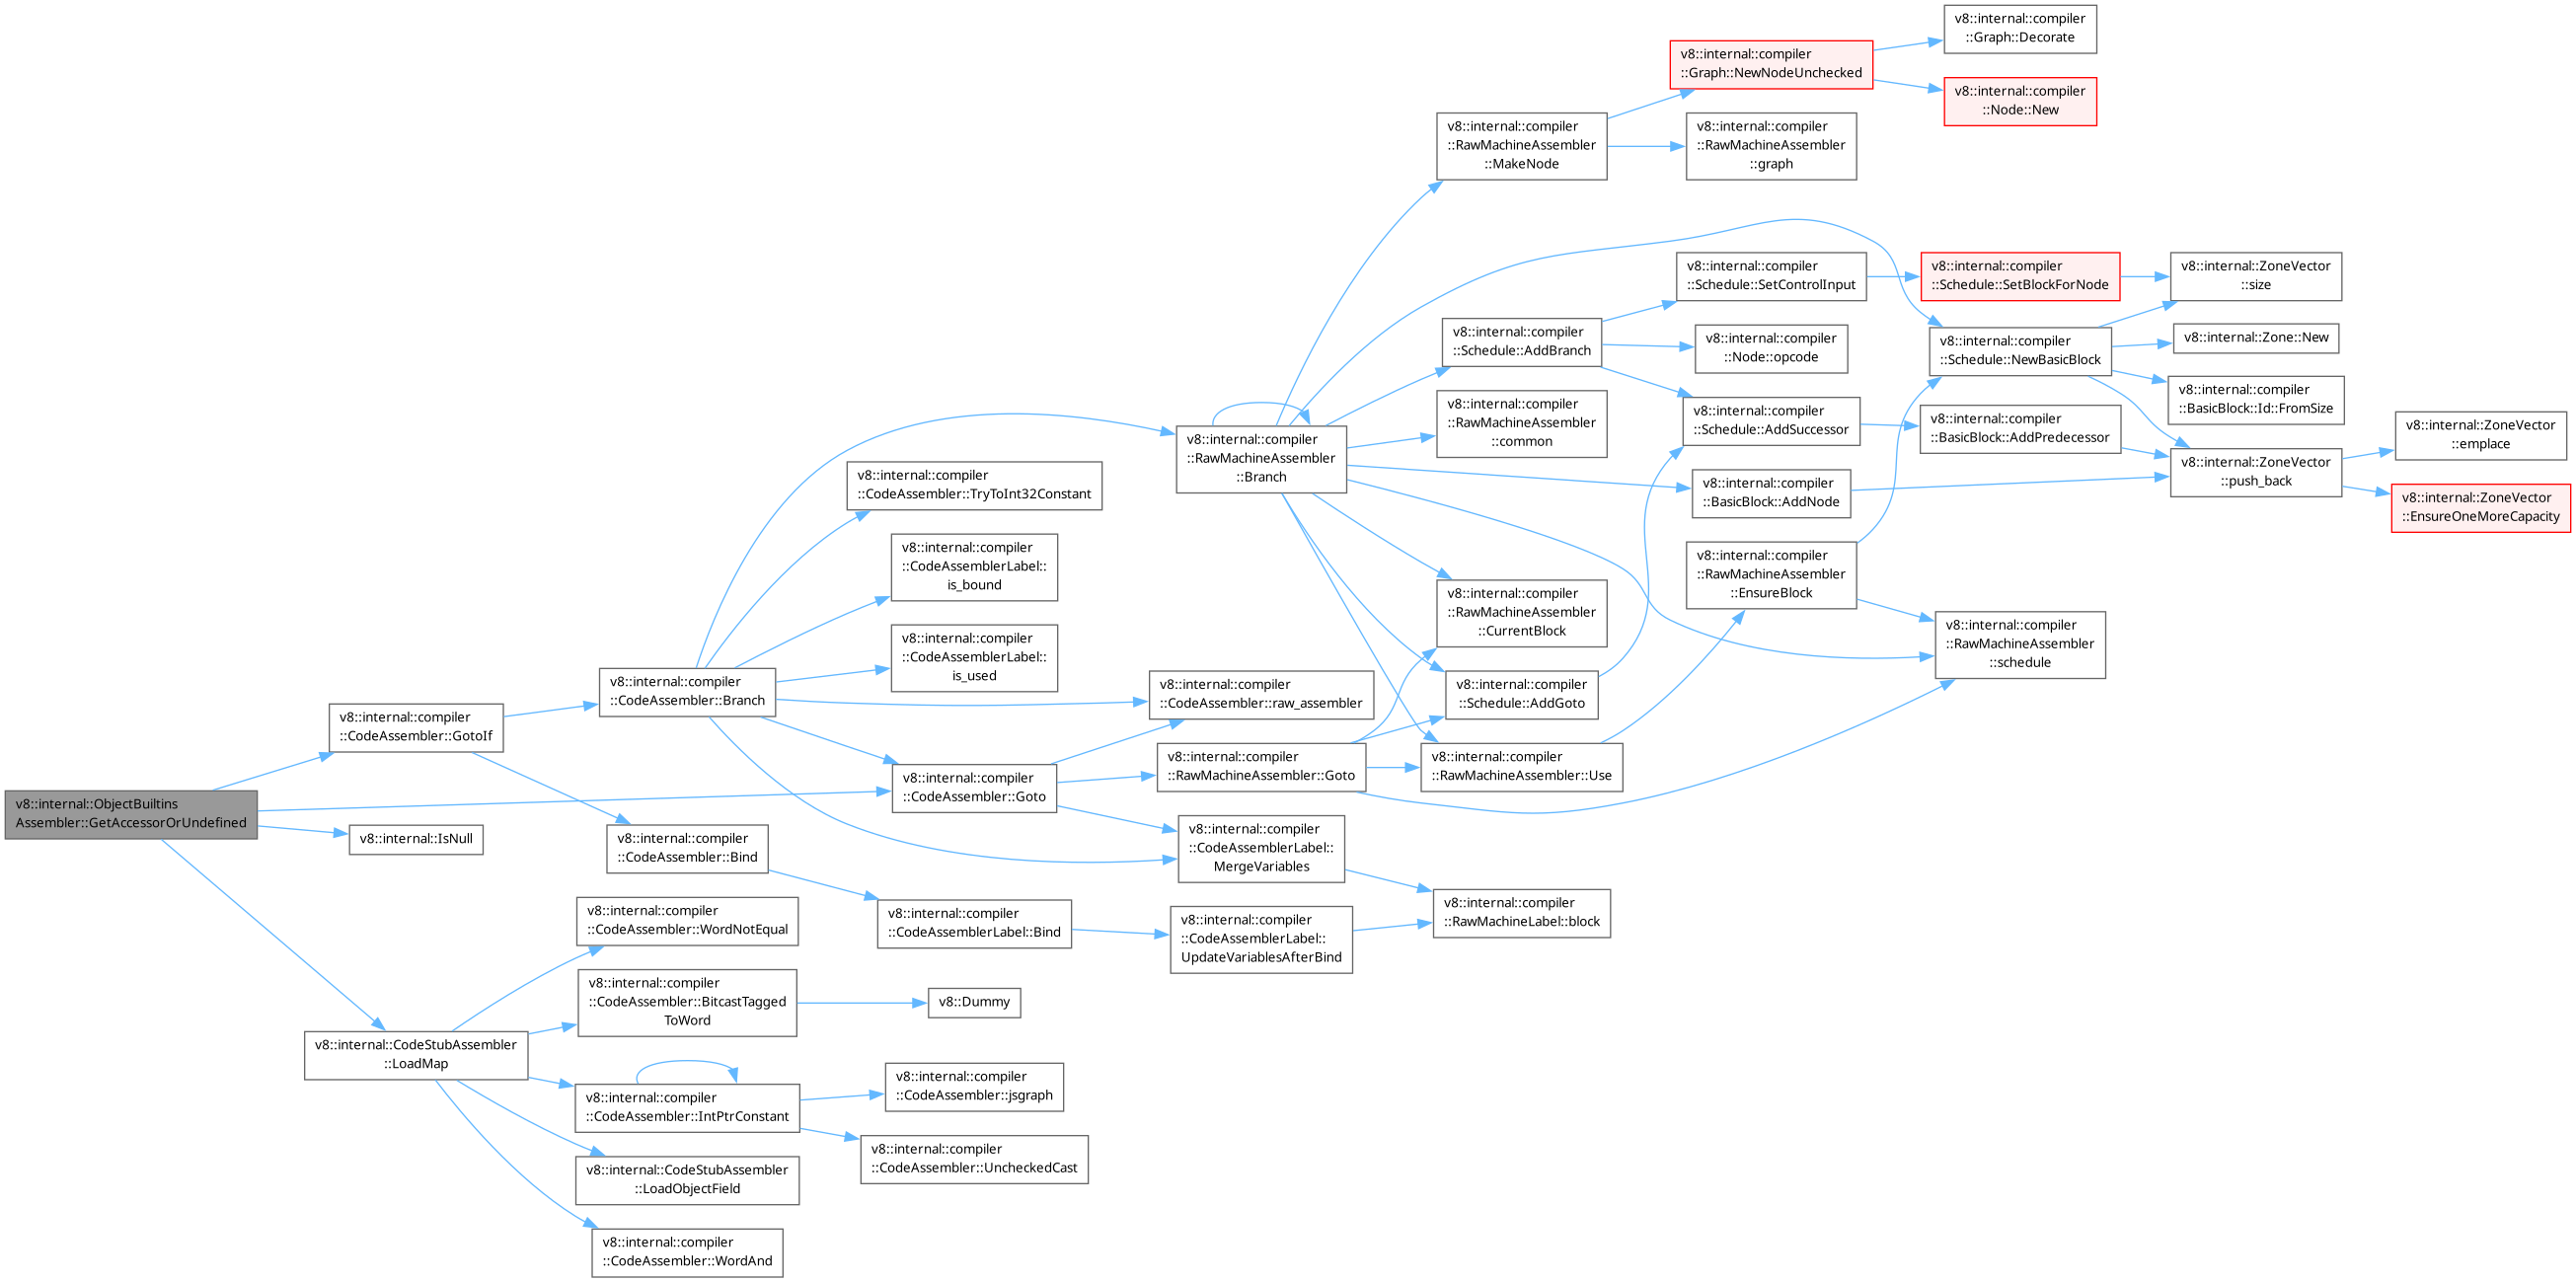 v8::internal::ObjectBuiltins
Assembler::GetAccessorOrUndefined
v8::internal::compiler
::CodeAssembler::GotoIf
v8::internal::IsNull
v8::internal::CodeStubAssembler
::LoadMap
v8::internal::compiler
::CodeAssembler::Branch
v8::internal::compiler
::CodeAssembler::Bind
v8::internal::compiler
::CodeAssembler::WordNotEqual
v8::internal::compiler
::CodeAssembler::BitcastTagged
ToWord
v8::internal::compiler
::CodeAssembler::IntPtrConstant
v8::internal::CodeStubAssembler
::LoadObjectField
v8::internal::compiler
::CodeAssembler::WordAnd
v8::internal::compiler
::CodeAssembler::TryToInt32Constant
v8::internal::compiler
::CodeAssemblerLabel::
is_bound
v8::internal::compiler
::CodeAssemblerLabel::
is_used
v8::internal::compiler
::CodeAssembler::Goto
v8::internal::compiler
::CodeAssemblerLabel::Bind
v8::Dummy
v8::internal::compiler
::CodeAssembler::jsgraph
v8::internal::compiler
::CodeAssembler::UncheckedCast
v8::internal::compiler
::RawMachineAssembler
::Branch
v8::internal::compiler
::CodeAssembler::raw_assembler
v8::internal::compiler
::RawMachineAssembler::Goto
v8::internal::compiler
::CodeAssemblerLabel::
MergeVariables
v8::internal::compiler
::CodeAssemblerLabel::
UpdateVariablesAfterBind
v8::internal::compiler
::RawMachineAssembler
::MakeNode
v8::internal::compiler
::Schedule::AddBranch
v8::internal::compiler
::RawMachineAssembler
::common
v8::internal::compiler
::RawMachineAssembler
::CurrentBlock
v8::internal::compiler
::Schedule::AddGoto
v8::internal::compiler
::RawMachineAssembler::Use
v8::internal::compiler
::RawMachineLabel::block
v8::internal::compiler
::Graph::NewNodeUnchecked
v8::internal::compiler
::RawMachineAssembler
::graph
v8::internal::compiler
::Schedule::SetControlInput
v8::internal::compiler
::Node::opcode
v8::internal::compiler
::Schedule::AddSuccessor
v8::internal::compiler
::BasicBlock::AddNode
v8::internal::compiler
::RawMachineAssembler
::EnsureBlock
v8::internal::compiler
::Graph::Decorate
v8::internal::compiler
::Node::New
v8::internal::compiler
::Schedule::SetBlockForNode
v8::internal::compiler
::Schedule::NewBasicBlock
v8::internal::compiler
::BasicBlock::AddPredecessor
v8::internal::compiler
::RawMachineAssembler
::schedule
v8::internal::ZoneVector
::size
v8::internal::Zone::New
v8::internal::compiler
::BasicBlock::Id::FromSize
v8::internal::ZoneVector
::push_back
v8::internal::ZoneVector
::emplace
v8::internal::ZoneVector
::EnsureOneMoreCapacity